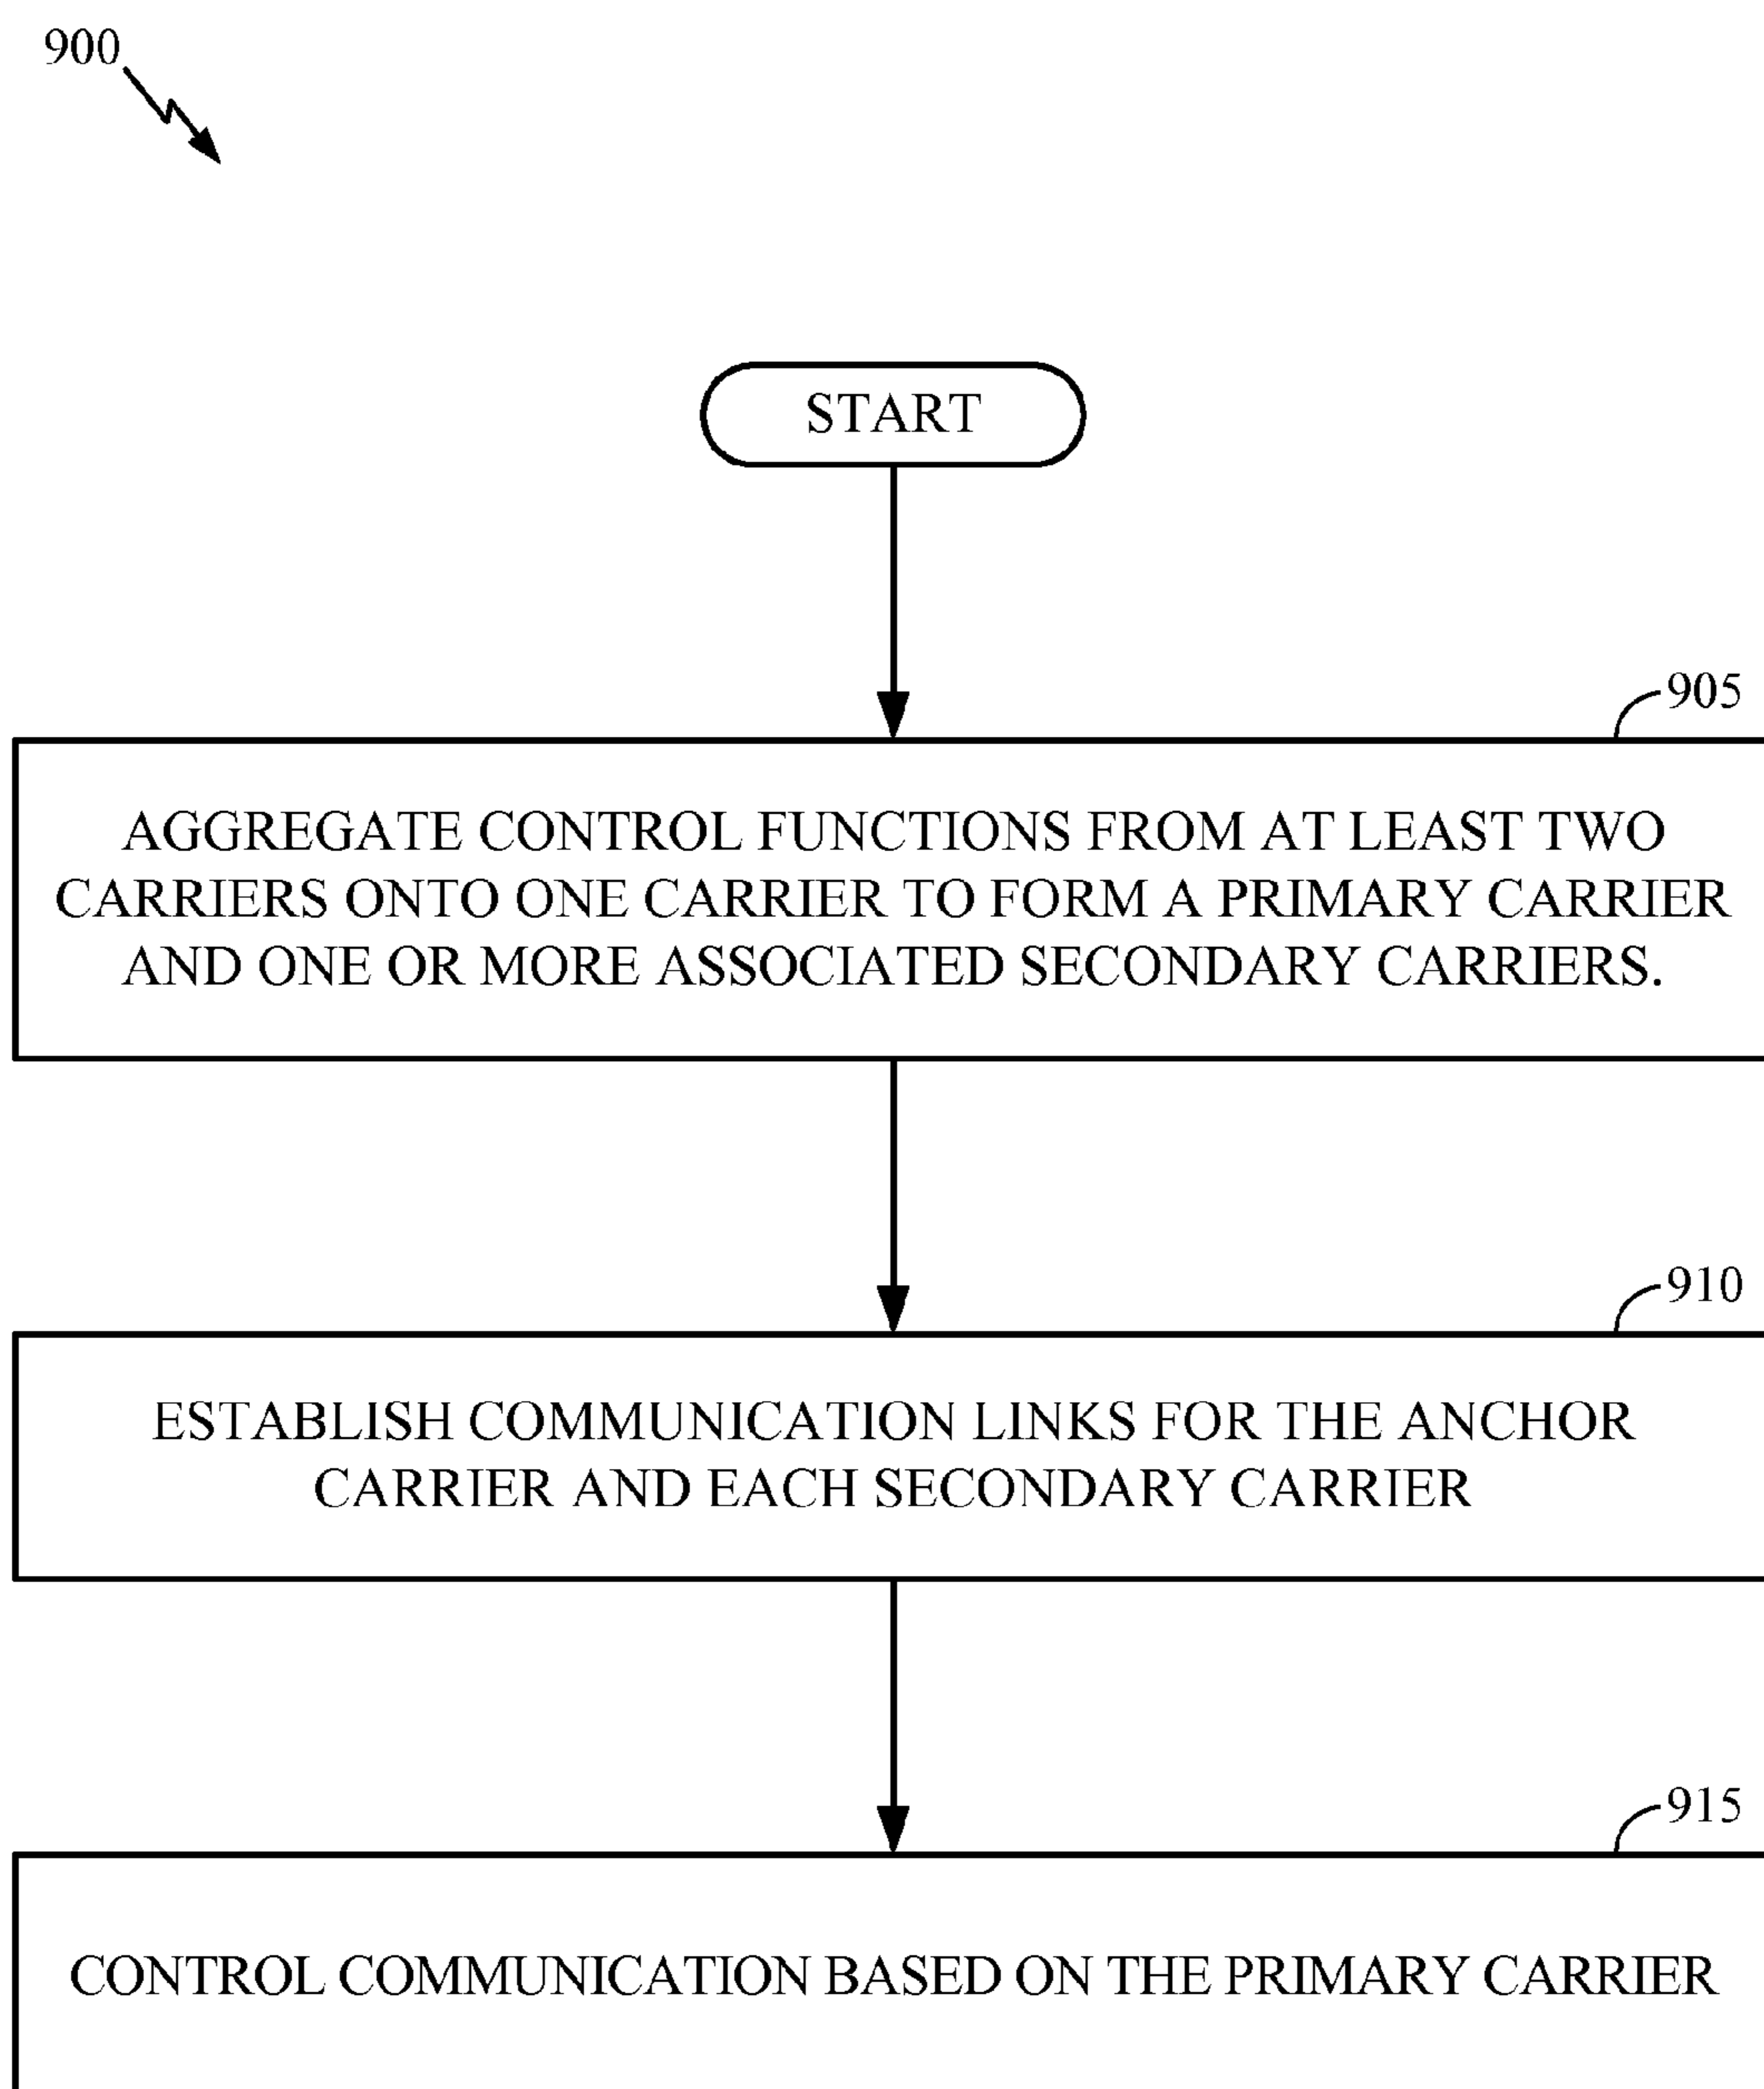 900
START
905
AGGREGATE CONTROL FUNCTIONS FROM AT LEAST TWO
CARRIERS ONTO ONE CARRIER TO FORM A PRIMARY CARRIER
AND ONE OR MORE ASSOCIATED SECONDARY CARRIERS.
910
ESTABLISH COMMUNICATION LINKS FOR THE ANCHOR
CARRIER AND EACH SECONDARY CARRIER
915
CONTROL COMMUNICATION BASED ON THE PRIMARY CARRIER